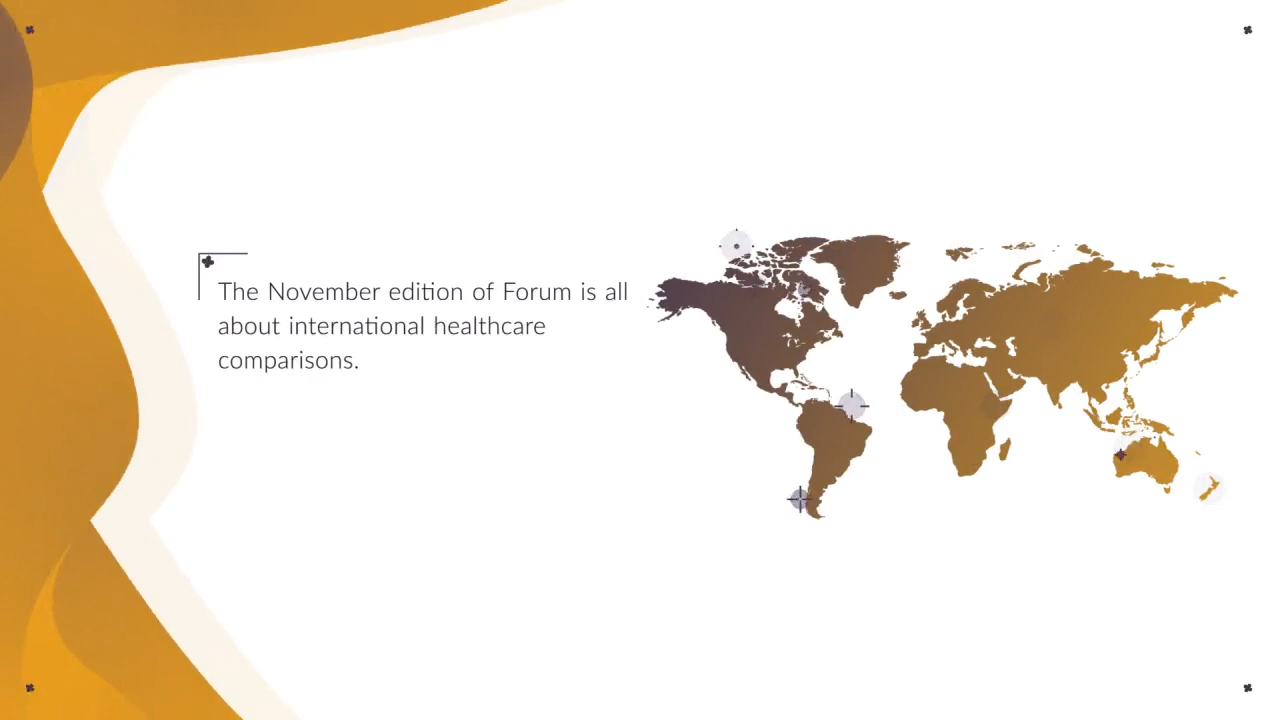 The November edition of Forum is all
about international healthcare
comparisons.